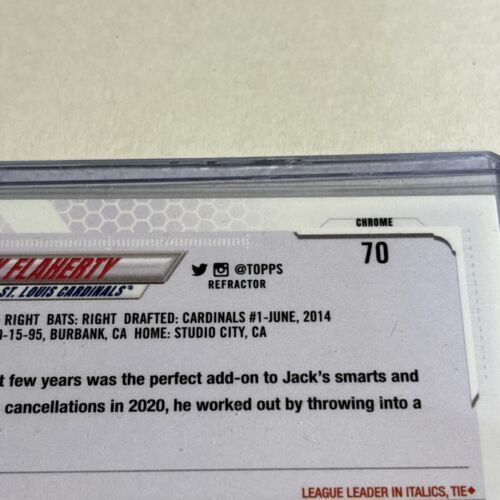 CHROME
70
FLAHERTY
ST. LOUIS CARDINALS®
@TOPPS
REFRACTOR
RIGHT BATS: RIGHT DRAFTED: CARDINALS #1-JUNE, 2014
-15-95, BURBANK, CA HOME: STUDIO CITY, CA
few years was the perfect add-on to Jack's smarts and
cancellations in 2020, he worked out by throwing into a
LEAGUE LEADER IN ITALICS, TIE◆